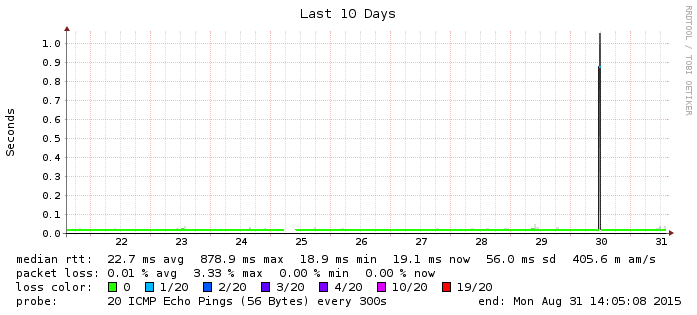 Last 10 Days
RRDTOOL / TOBI OETIKER
Seconds
1.0
0.9
0.8
0.7
0.6
0.5
0.4
0.3
0.2
0.1
0.0
22 23 24 25 26 27 28 29 30 31
median rtt: 22.7 ms avg 878.9 ms max 18.9 ms min 19.1 ms now 56.0 ms sd 405.6 m am/s
packet loss: 0.01 % avg 3.33 % max 0.00 % min 0.00 % now
loss color: 0 1/20 2/20 3/20 4/20 10/20 19/20
probe: 20 ICMP Echo Pings (56 Bytes) every 300s end: Mon Aug 31 14:05:08 2015